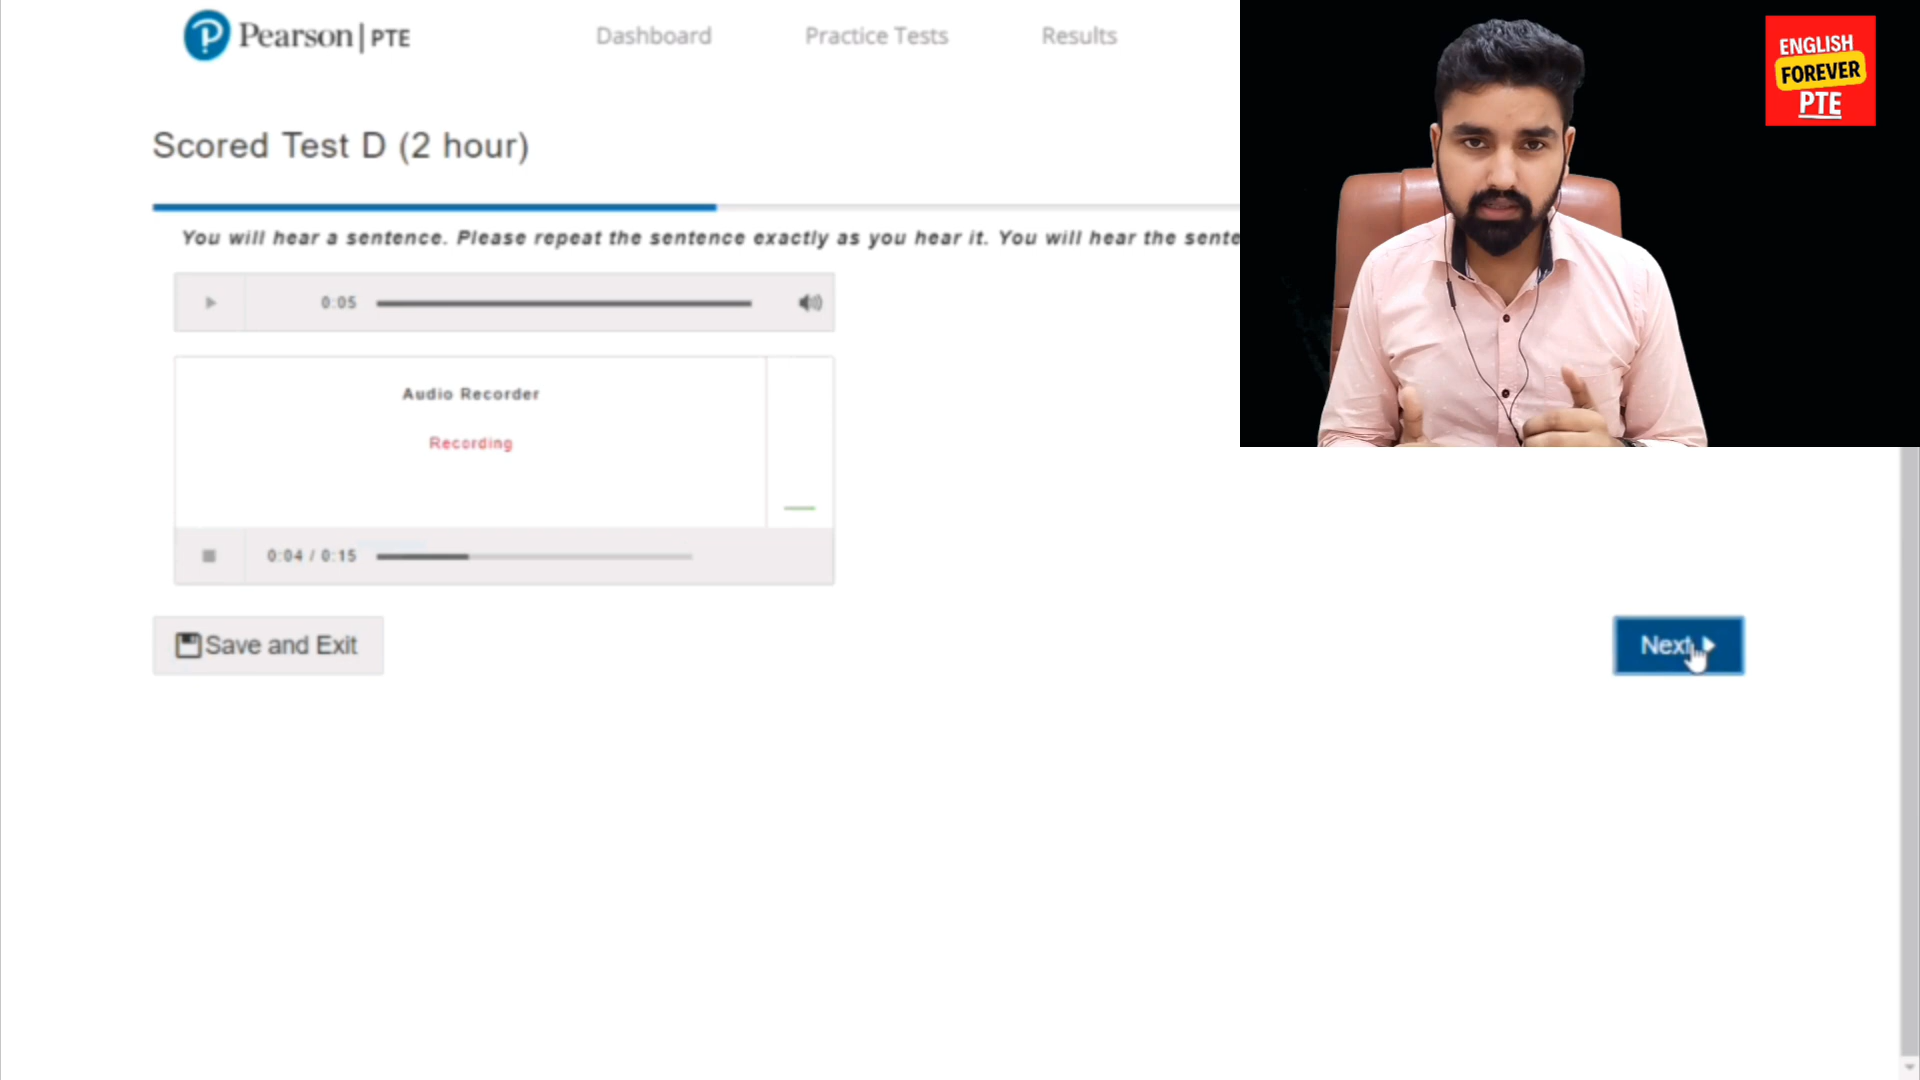 Pearson | PTE
Dashboard
Practice Tests
Results
ENGLISH
FOREVER
PTE
Scored Test D (2 hour)
You will hear a sentence. Please repeat the sentence exactly as you hear it. You will hear the sente
0:05
Audio Recorder
Recording
0:04 / 0:15
Save and Exit
Next